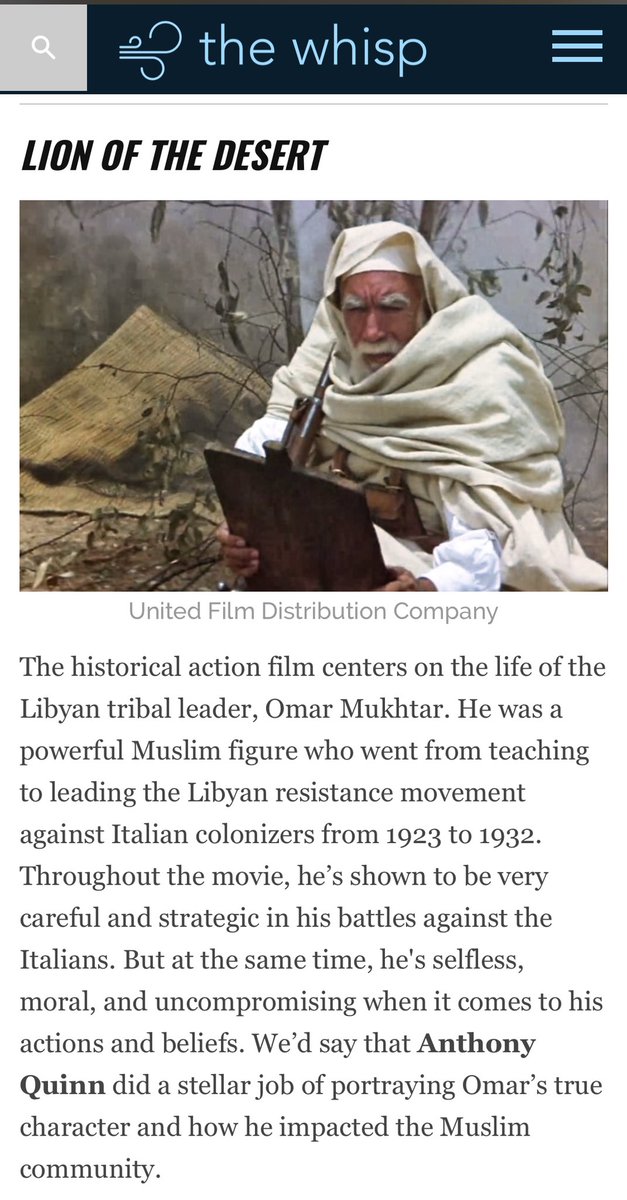 the whisp
LION OF THE DESERT
United Film Distribution Company
The historical action film centers on the life of the
Libyan tribal leader, Omar Mukhtar. He was a
powerful Muslim figure who went from teaching
to leading the Libyan resistance movement
against Italian colonizers from 1923 to 1932.
Throughout the movie, he’s shown to be very
careful and strategic in his battles against the
Italians. But at the same time, he's selfless,
moral, and uncompromising when it comes to his
actions and beliefs. We’d say that Anthony
Quinn did a stellar job of portraying Omar’s true
character and how he impacted the Muslim
community.